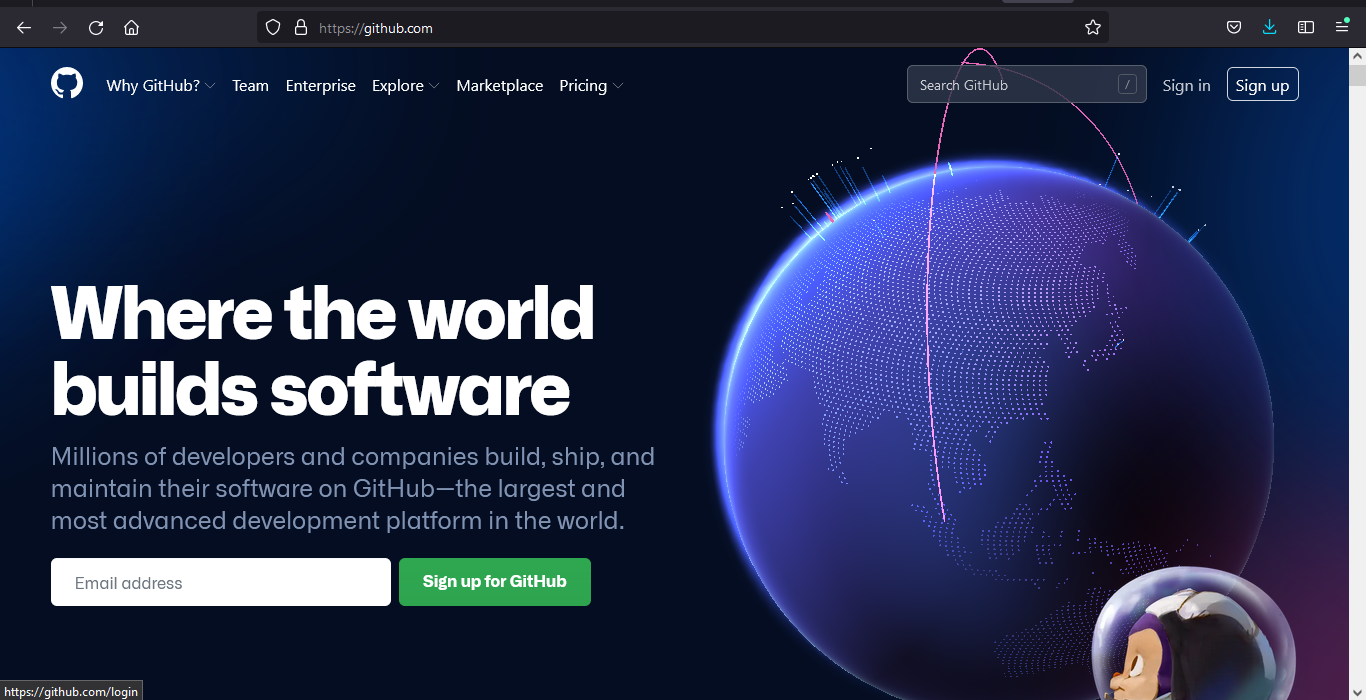 https://github.com
Why GitHub? Team Enterprise Explore Marketplace Pricing
Search GitHub /
Sign in
Sign up
Where the world
builds software
Millions of developers and companies build, ship, and
maintain their software on GitHub—the largest and
most advanced development platform in the world.
Email address
Sign up for GitHub
https://github.com/login